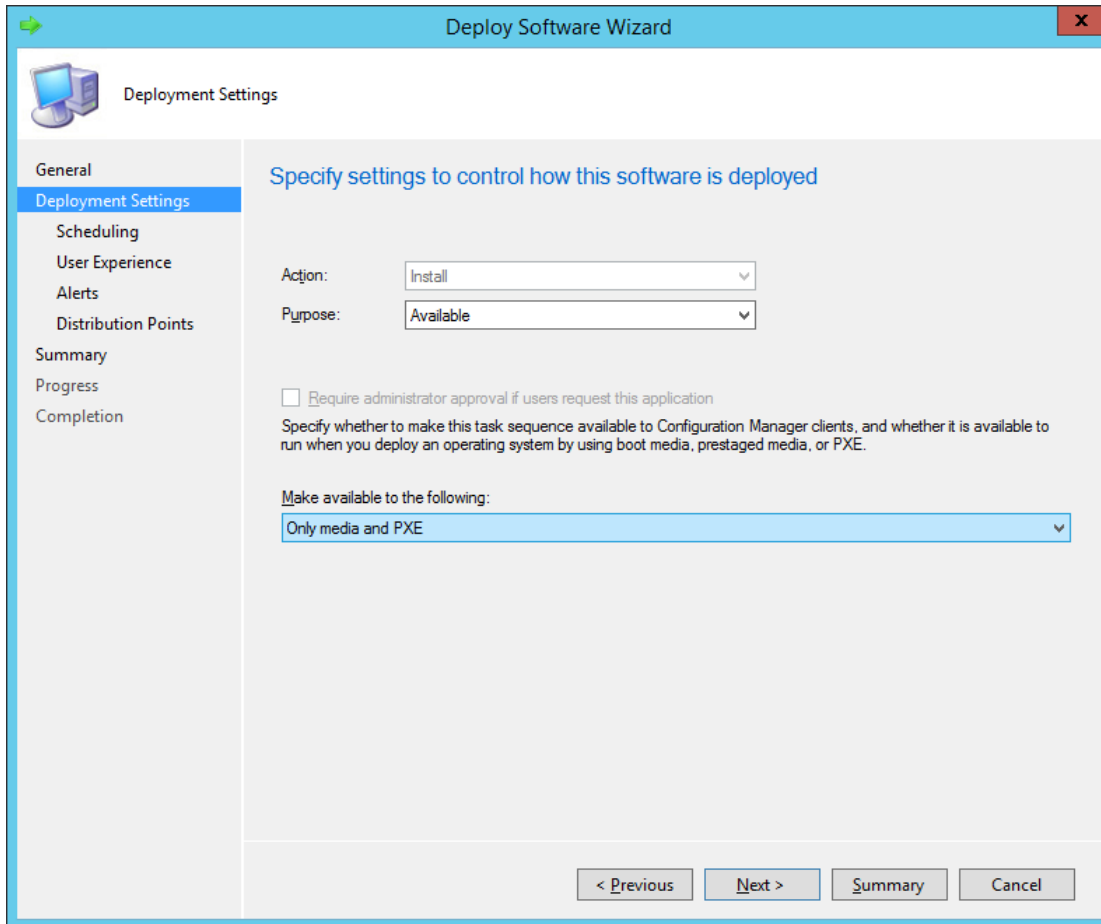 Deploy Software Wizard
x
Deployment Settings
General
Deployment Settings
Scheduling
User Experience
Alerts
Distribution Points
Summary
Progress
Completion
Specify settings to control how this software is deployed
Action:
Install
Purpose:
Available
Require administrator approval if users request this application
Specify whether to make this task sequence available to Configuration Manager clients, and whether it is available to
run when you deploy an operating system by using boot media, prestaged media, or PXE.
Make available to the following:
Only media and PXE
< Previous
Next >
Summary
Cancel